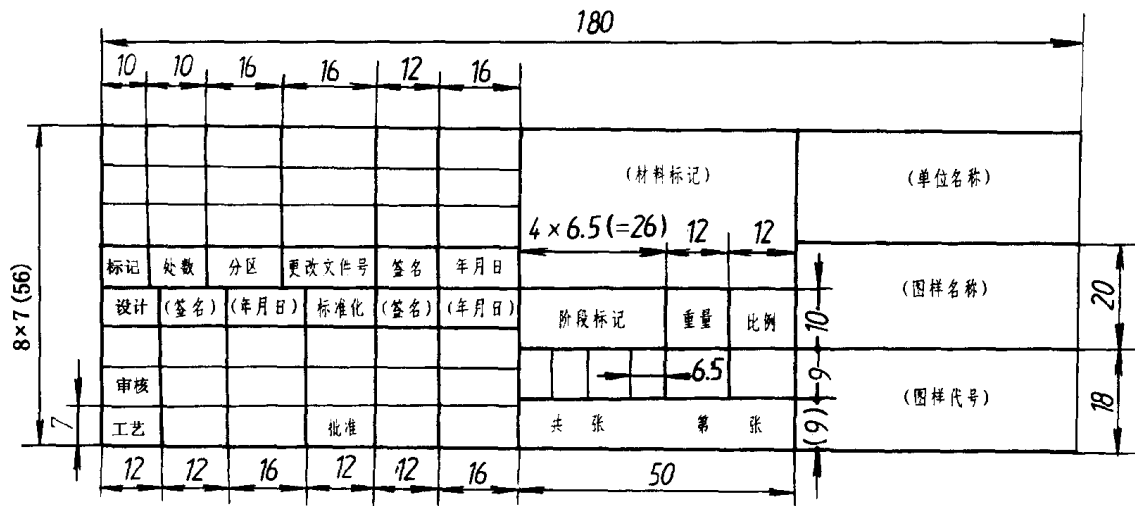 180
10 10 16 16 12 16
(材料标记) (单位名称)
4×6.5(=26) 12 12
标记 处数 分区 更改文件号 签名 年月日
8×7(56)
设计 (签名) (年月日) 标准化 (签名) (年月日)
阶段标记 重量 比例 10 (图样名称) 20
6.5 9
审核
(图样代号) 18
7 工艺 批准 共 张 第 张 (9)
12 12 16 12 12 16 50